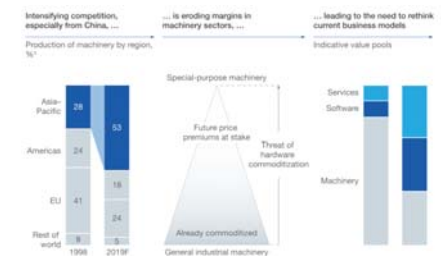 Intensifying competition,
especially from China, ...
Production of machinery by region,
%¹
Asia-
Pacific
28
53
Americas
24
18
EU
41
24
Rest of
world
5
1998
2019F
... is eroding margins in
machinery sectors, ...
Special-purpose machinery
Future price
premiums at stake
Threat of
hardware
commoditization
Already commoditized
General industrial machinery
... leading to the need to rethink
current business models
Indicative value pools
Services
Software
Machinery